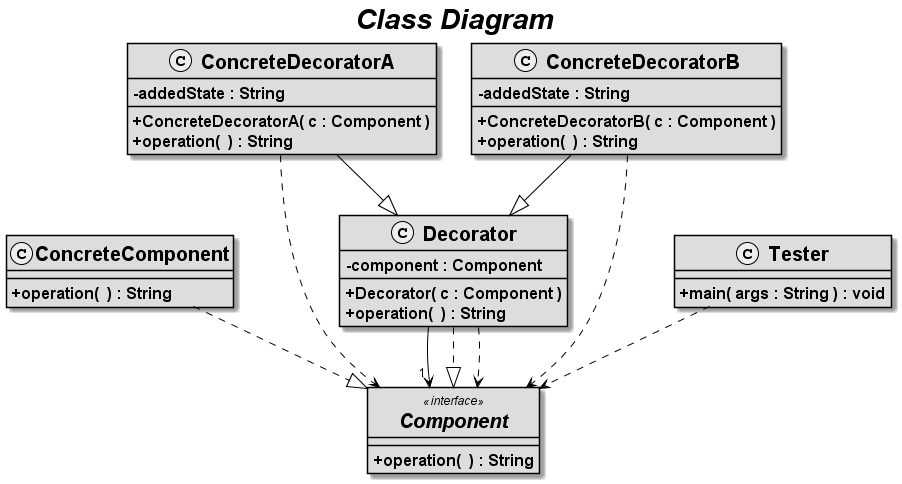 Class Diagram
C ConcreteDecoratorA
-addedState : String
+ConcreteDecoratorA( c : Component )
+operation(  ) : String
C ConcreteDecoratorB
-addedState : String
+ConcreteDecoratorB( c : Component )
+operation(  ) : String
C ConcreteComponent
+operation(  ) : String
C Decorator
-component : Component
+Decorator( c : Component )
+operation(  ) : String
C Tester
+main( args : String ) : void
1
«interface»
Component
+operation(  ) : String